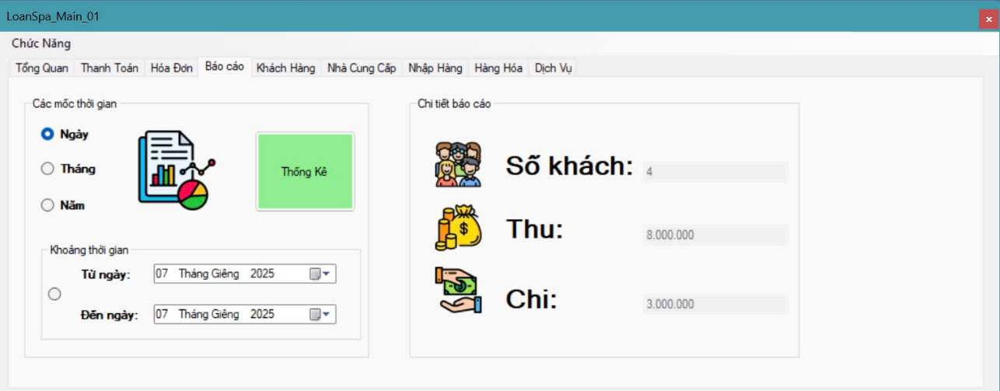 LoanSpa_Main_01
Chức Năng
Tổng Quan Thanh Toán Hóa Đơn Báo cáo Khách Hàng Nhà Cung Cấp Nhập Hàng Hàng Hóa Dịch Vụ
Các mốc thời gian
Ngày
Tháng
Năm
Thống Kê
Khoảng thời gian
Từ ngày: 07 Tháng Giêng 2025
Đến ngày: 07 Tháng Giêng 2025
Chi tiết báo cáo
Số khách: 4
$
Thu: 8.000.000
Chi: 3.000.000